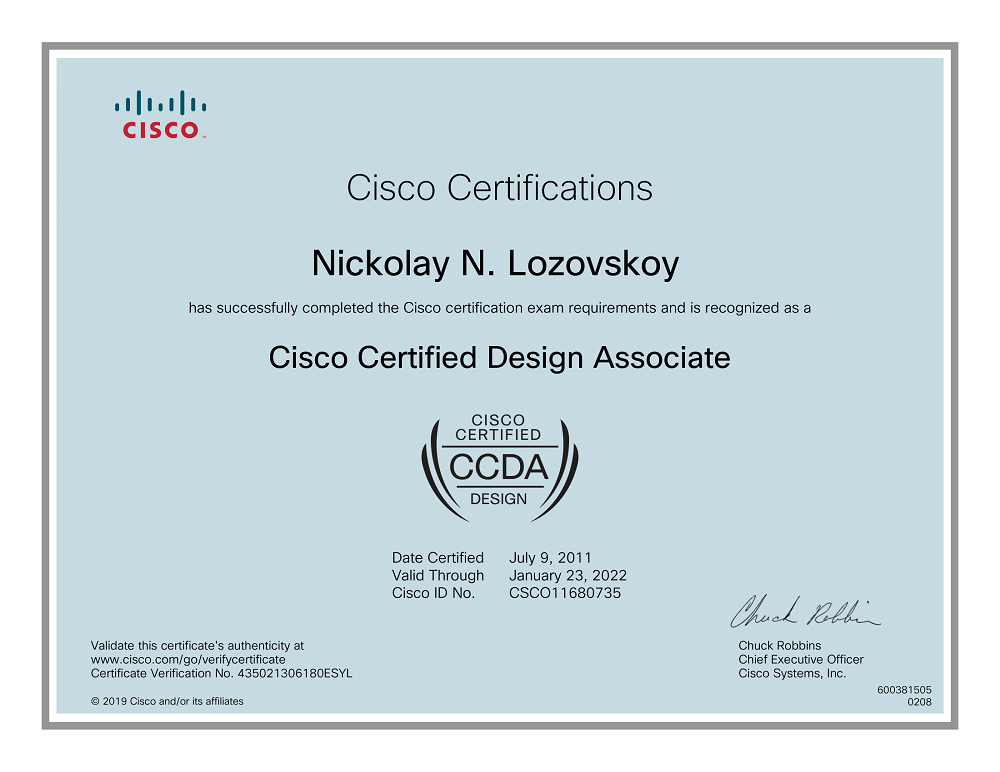 CISCO
Cisco Certifications
Nickolay N. Lozovskoy
has successfully completed the Cisco certification exam requirements and is recognized as a
Cisco Certified Design Associate
CISCO
CERTIFIED
CCDA
DESIGN
Date Certified July 9, 2011
Valid Through January 23, 2022
Cisco ID No. CSCO11680735
Chuck Robbins
Validate this certificate's authenticity at
www.cisco.com/go/verifycertificate
Certificate Verification No. 435021306180ESYL
© 2019 Cisco and/or its affiliates
Chuck Robbins
Chief Executive Officer
Cisco Systems, Inc.
600381505
0208